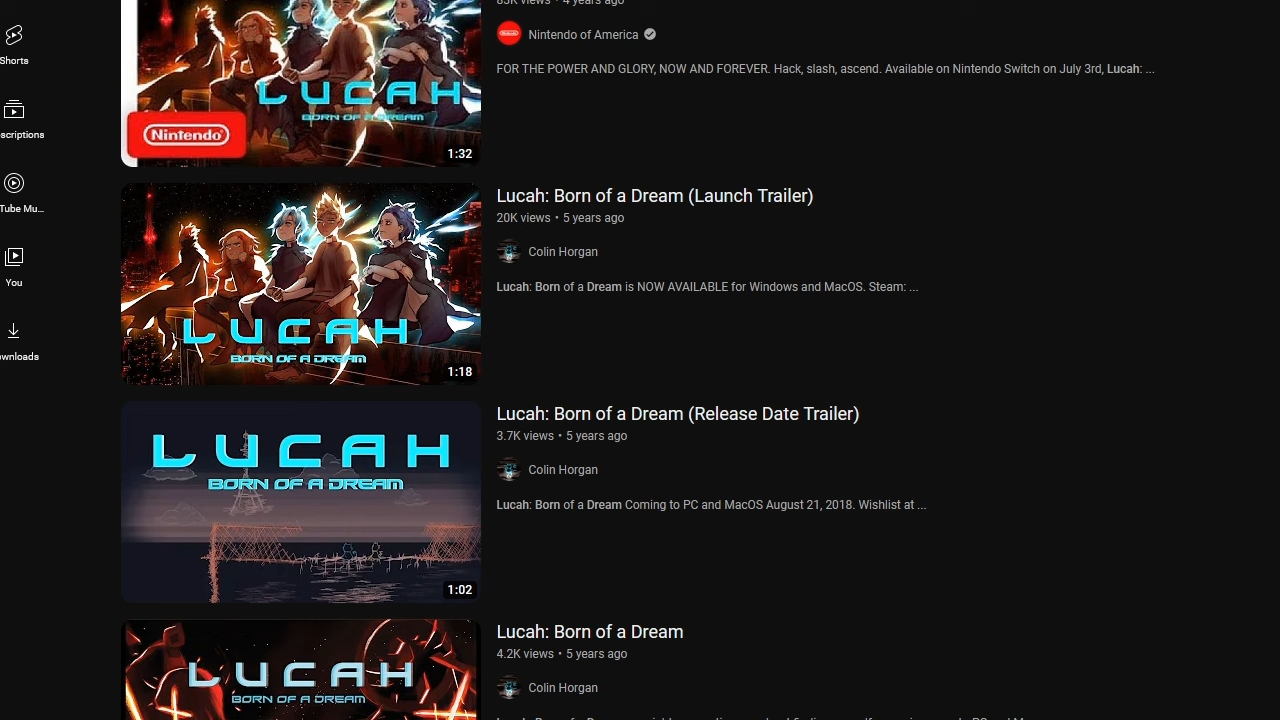 83K views • 4 years ago
Shorts
Nintendo of America
FOR THE POWER AND GLORY, NOW AND FOREVER. Hack, slash, ascend. Available on Nintendo Switch on July 3rd, Lucah: ...
LUCAH
BORN OF A DREAM
Nintendo
1:32
scriptions
Lucah: Born of a Dream (Launch Trailer)
20K views • 5 years ago
Tube Mu...
Colin Horgan
You
Lucah: Born of a Dream is NOW AVAILABLE for Windows and MacOS. Steam: ...
LUCAH
BORN OF A DREAM
1:18
wnloads
Lucah: Born of a Dream (Release Date Trailer)
3.7K views • 5 years ago
LUCAH
BORN OF A DREAM
Colin Horgan
Lucah: Born of a Dream Coming to PC and MacOS August 21, 2018. Wishlist at ...
1:02
Lucah: Born of a Dream
4.2K views • 5 years ago
LUCAH
BORN OF A DREAM
Colin Horgan